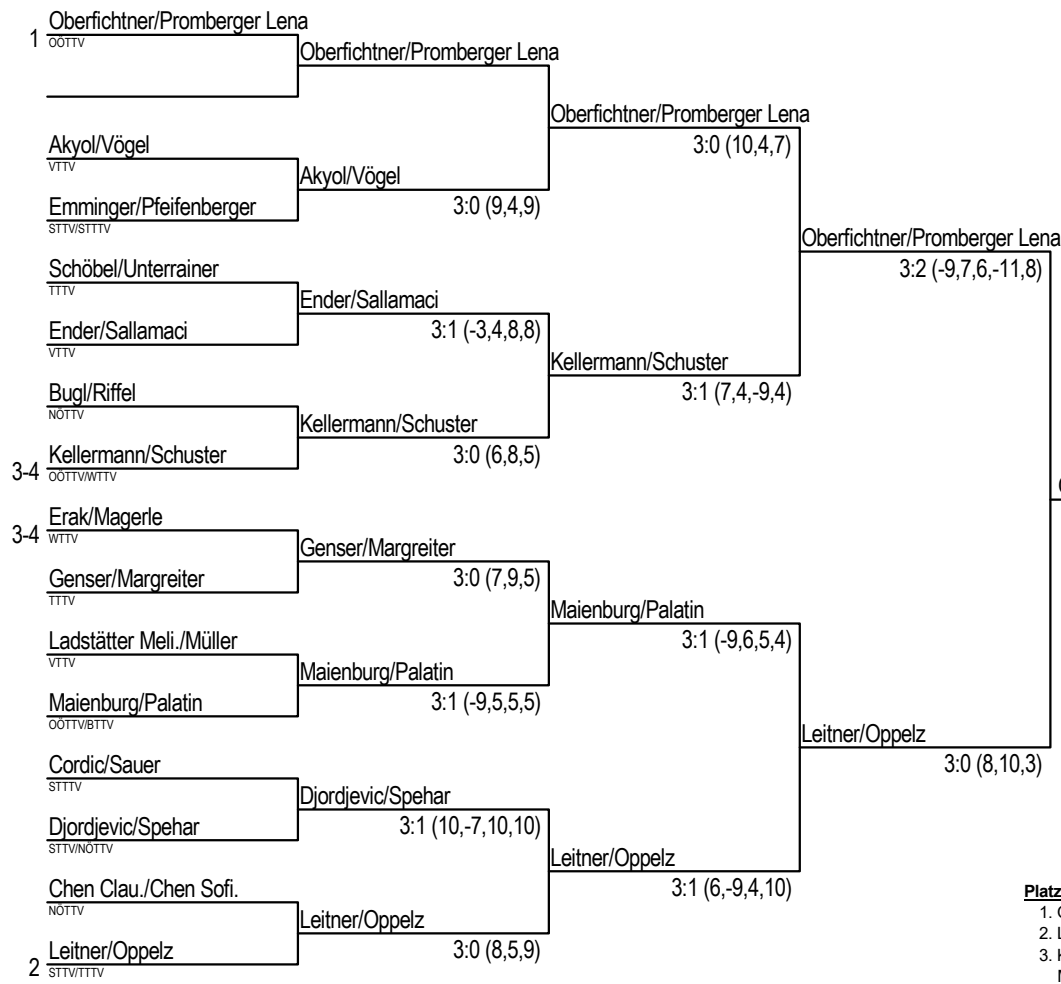 Oberfichtner/Promberger Lena
1
OÖTTV
Akyol/Vögel
VTTV
Emminger/Pfeifenberger
STTV/STTTV
Schöbel/Unterrainer
TTTV
Ender/Sallamaci
VTTV
Bugl/Riffel
NÖTTV
Kellermann/Schuster
3-4
OÖTTV/WTTV
Erak/Magerle
3-4
WTTV
Genser/Margreiter
TTTV
Ladstätter Meli./Müller
VTTV
Maienburg/Palatin
OÖTTV/BTTV
Cordic/Sauer
STTTV
Djordjevic/Spehar
STTV/NÖTTV
Chen Clau./Chen Sofi.
NÖTTV
Leitner/Oppelz
2
STTV/TTTV
Oberfichtner/Promberger Lena
Akyol/Vögel
3:0 (9,4,9)
Ender/Sallamaci
3:1 (-3,4,8,8)
Kellermann/Schuster
3:0 (6,8,5)
Genser/Margreiter
3:0 (7,9,5)
Maienburg/Palatin
3:1 (-9,5,5,5)
Djordjevic/Spehar
3:1 (10,-7,10,10)
Leitner/Oppelz
3:0 (8,5,9)
Oberfichtner/Promberger Lena
3:0 (10,4,7)
Kellermann/Schuster
3:1 (7,4,-9,4)
Maienburg/Palatin
3:1 (-9,6,5,4)
Leitner/Oppelz
3:1 (6,-9,4,10)
Oberfichtner/Promberger Lena
3:2 (-9,7,6,-11,8)
Leitner/Oppelz
3:0 (8,10,3)
Platz
1.
2. L
3. K